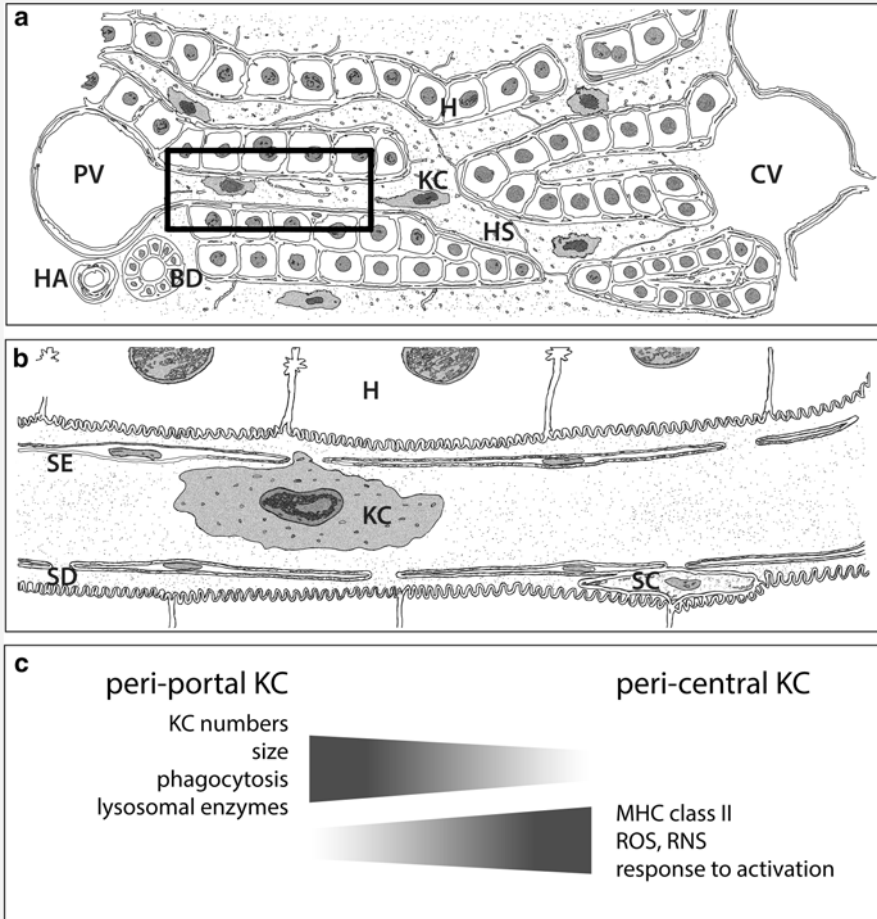 a
H
PV
KC
CV
HS
HA
BD
b
H
SE
KC
SD
SC
c
peri-portal KC
peri-central KC
KC numbers
size
phagocytosis
lysosomal enzymes
MHC class II
ROS, RNS
response to activation